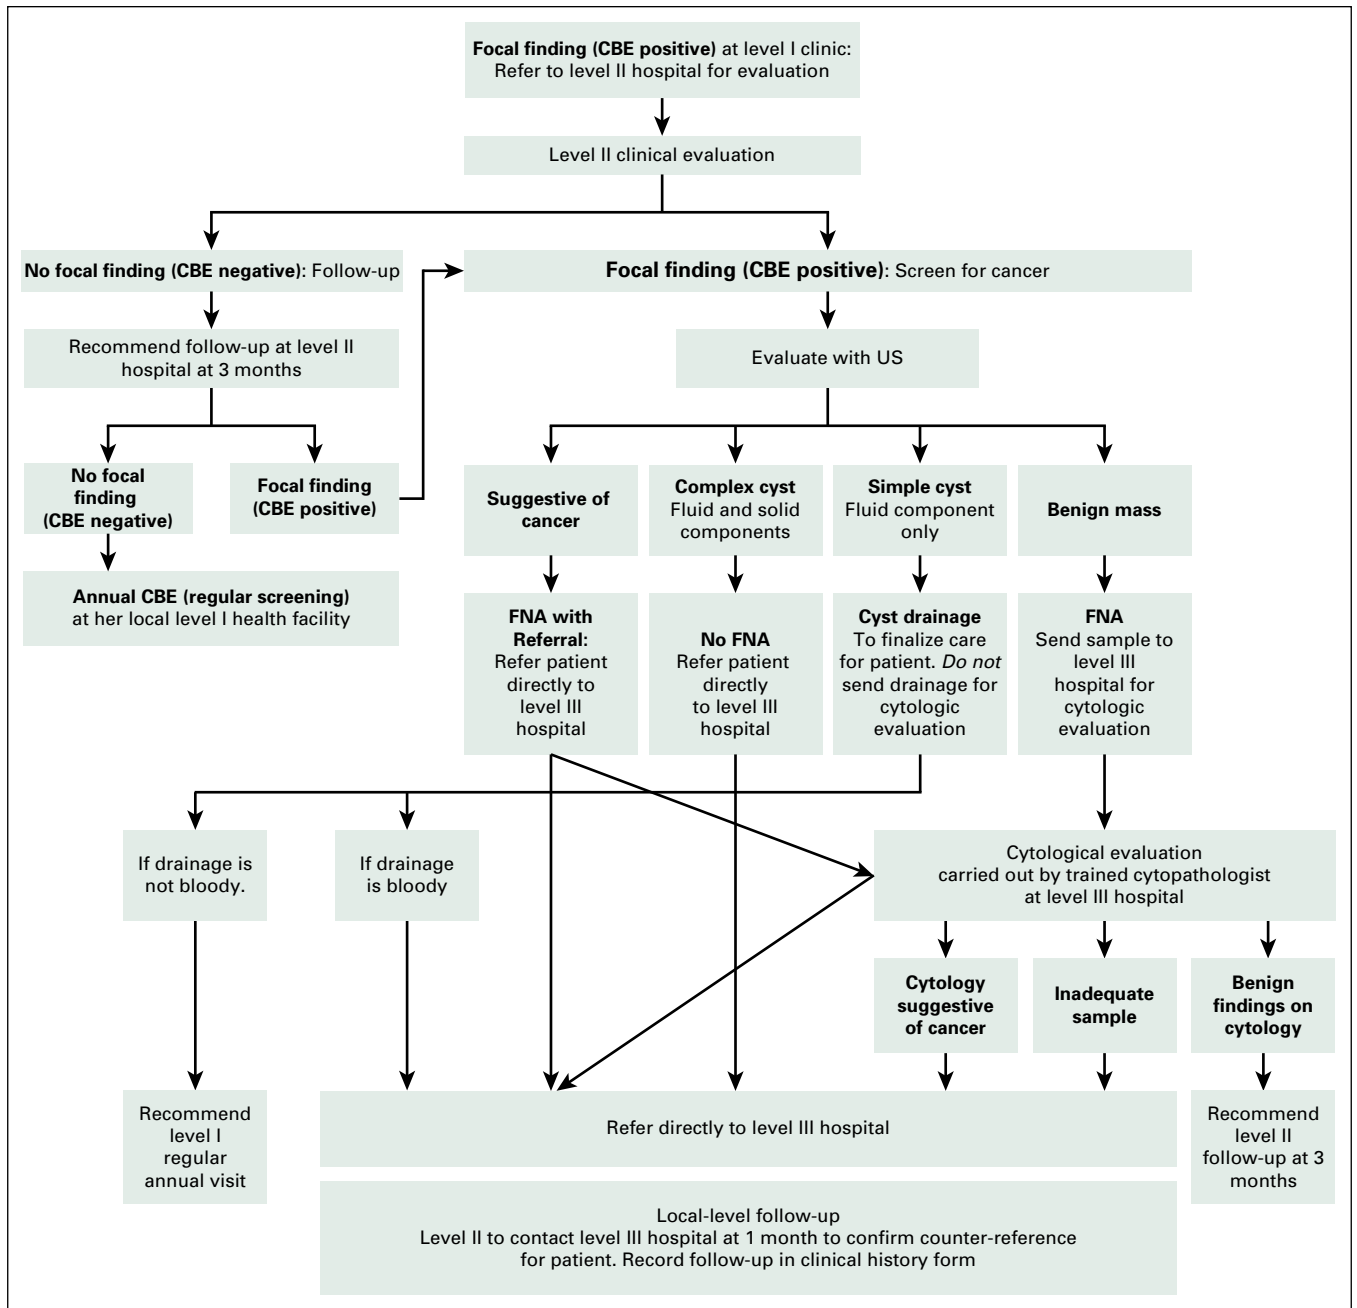 Focal finding (CBE positive) at level I clinic:
Refer to level II hospital for evaluation
Level II clinical evaluation
No focal finding (CBE negative): Follow-up
Focal finding (CBE positive): Screen for cancer
Recommend follow-up at level II
hospital at 3 months
Evaluate with US
No focal
finding
(CBE negative)
Focal finding
(CBE positive)
Annual CBE (regular screening)
at her local level I health facility
Suggestive of
cancer
Complex cyst
Fluid and solid
components
Simple cyst
Fluid component
only
Benign mass
FNA with
Referral:
Refer patient
directly to
level III
hospital
No FNA
Refer patient
directly
to level III
hospital
Cyst drainage
To finalize care
for patient. Do not
send drainage for
cytologic
evaluation
FNA
Send sample to
level III
hospital for
cytologic
evaluation
If drainage is
not bloody.
If drainage
is bloody
Cytological evaluation
carried out by trained cytopathologist
at level III hospital
Cytology
suggestive
of cancer
Inadequate
sample
Benign
findings on
cytology
Recommend
level I
regular
annual visit
Refer directly to level III hospital
Recommend
level II
follow-up at 3
months
Local-level follow-up
Level II to contact level III hospital at 1 month to confirm counter-reference
for patient. Record follow-up in clinical history form